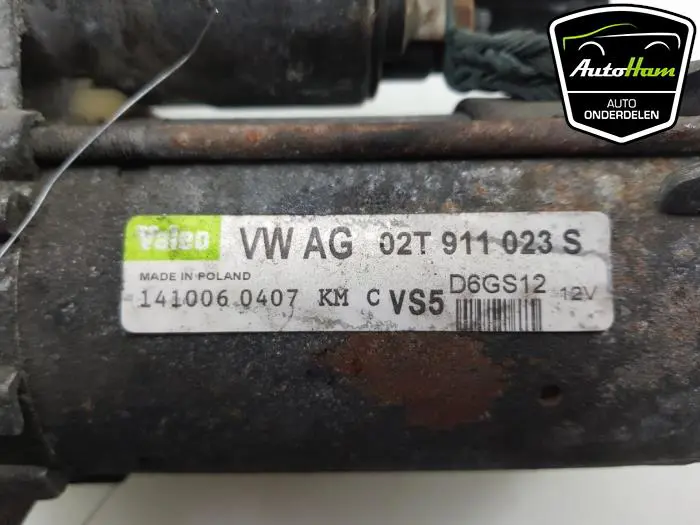 AutoHam
AUTO
ONDERDELEN
Valeo VW AG 02T 911 023 S
MADE IN POLAND
141006 0407 KM C VS5 D6GS12 12V